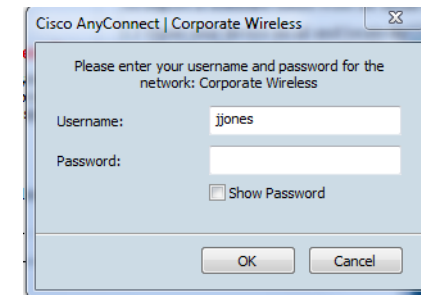 Cisco AnyConnect | Corporate Wireless
Please enter your username and password for the
network: Corporate Wireless
Username: jjones
Password:
Show Password
OK Cancel